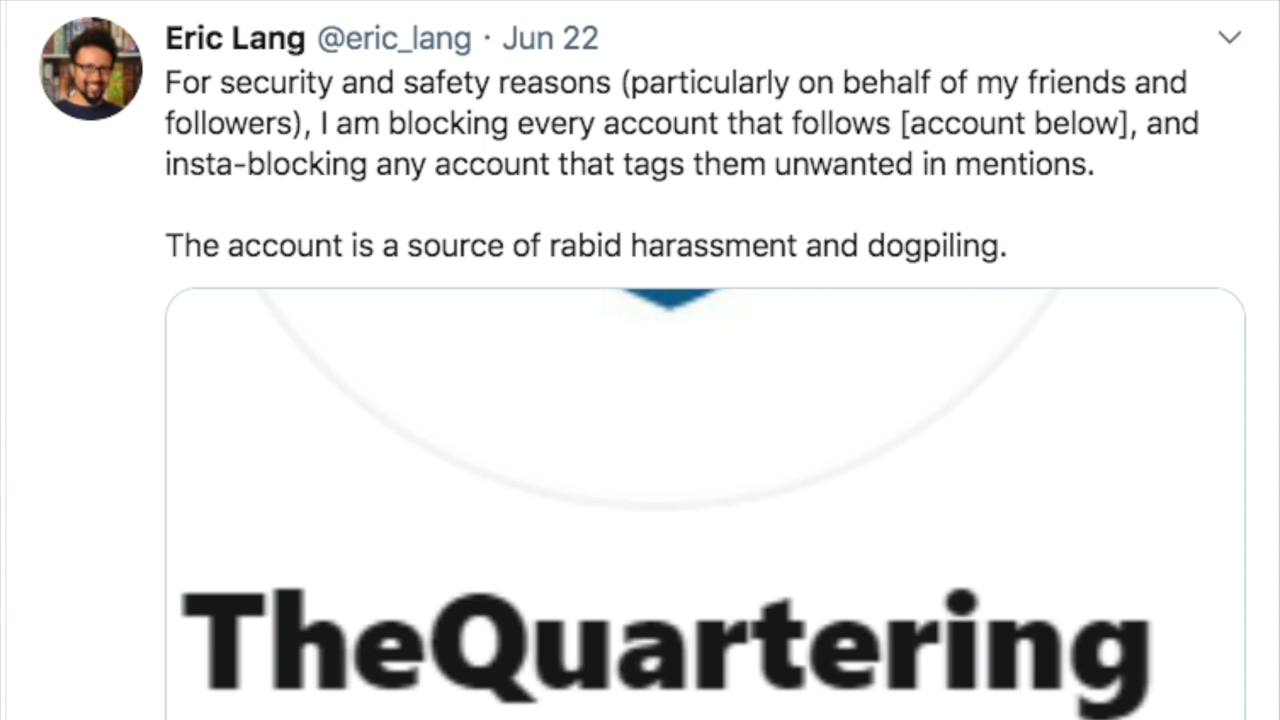 Eric Lang @eric_lang · Jun 22
For security and safety reasons (particularly on behalf of my friends and
followers), I am blocking every account that follows [account below], and
insta-blocking any account that tags them unwanted in mentions.
The account is a source of rabid harassment and dogpiling.
TheQuartering